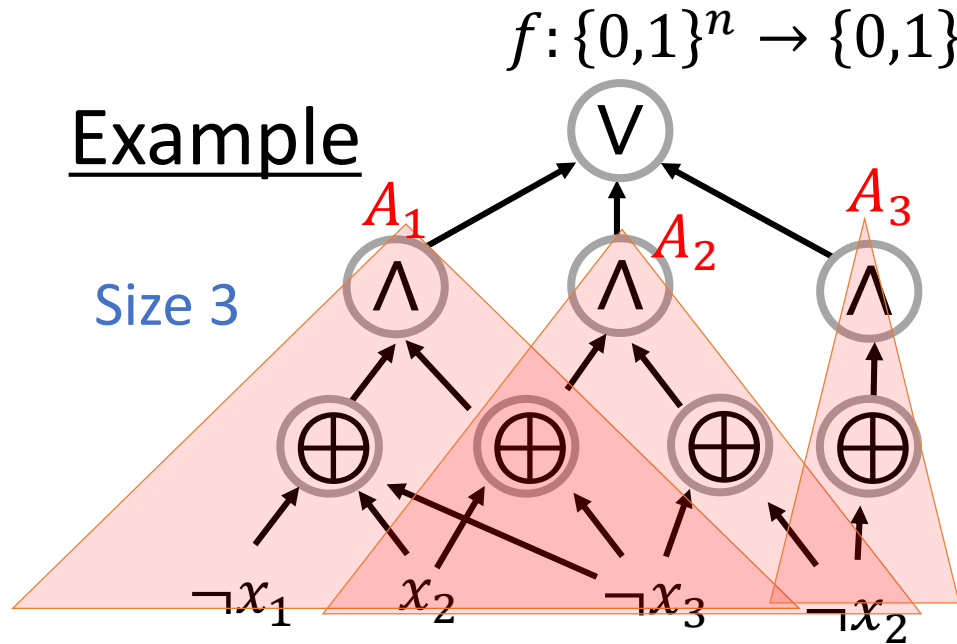 f: {0,1}ⁿ → {0,1}
Example
∨
A₁
A₂
A₃
Size 3
∧ ∧ ∧
⊕ ⊕ ⊕ ⊕
¬x₁ x₂ ¬x₃ ¬x₂